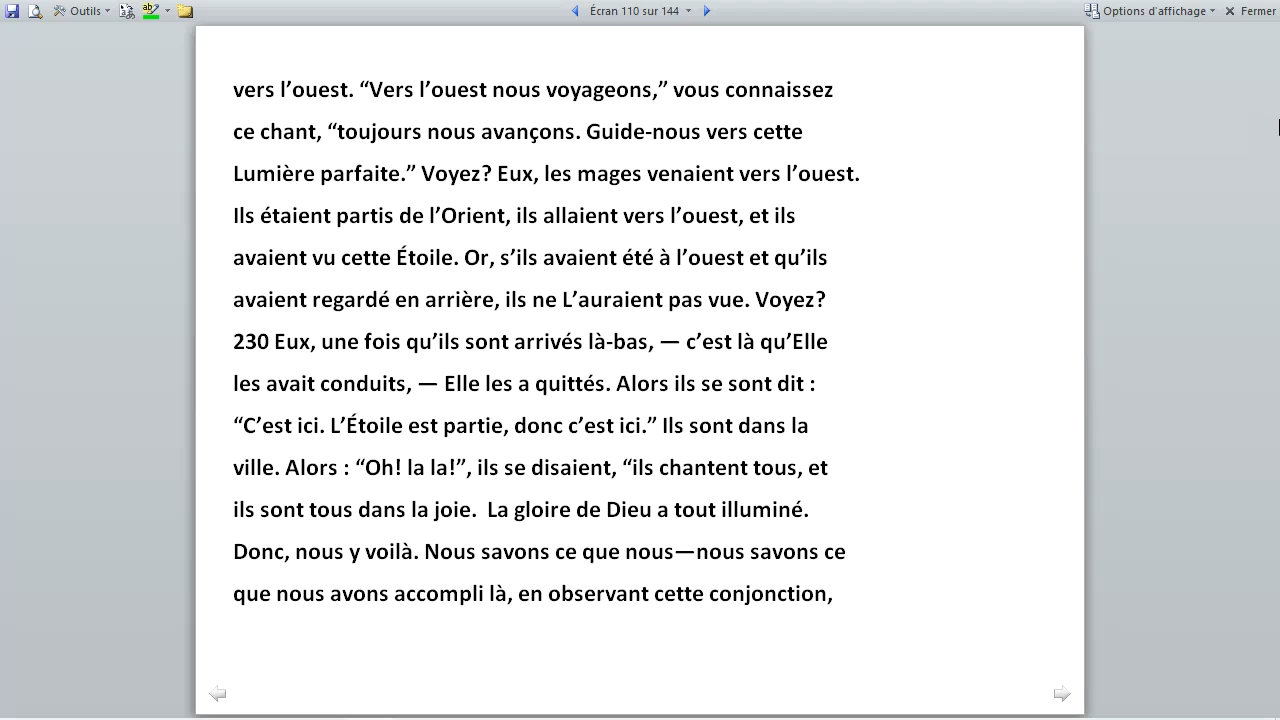 Outils
Écran 110 sur 144
Options d'affichage
Fermer
vers l’ouest. “Vers l’ouest nous voyageons,” vous connaissez
ce chant, “toujours nous avançons. Guide-nous vers cette
Lumière parfaite.” Voyez? Eux, les mages venaient vers l’ouest.
Ils étaient partis de l’Orient, ils allaient vers l’ouest, et ils
avaient vu cette Étoile. Or, s’ils avaient été à l’ouest et qu’ils
avaient regardé en arrière, ils ne L’auraient pas vue. Voyez?
230 Eux, une fois qu’ils sont arrivés là-bas, — c’est là qu’Elle
les avait conduits, — Elle les a quittés. Alors ils se sont dit :
“C’est ici. L’Étoile est partie, donc c’est ici.” Ils sont dans la
ville. Alors : “Oh! la la!”, ils se disaient, “ils chantent tous, et
ils sont tous dans la joie.  La gloire de Dieu a tout illuminé.
Donc, nous y voilà. Nous savons ce que nous—nous savons ce
que nous avons accompli là, en observant cette conjonction,